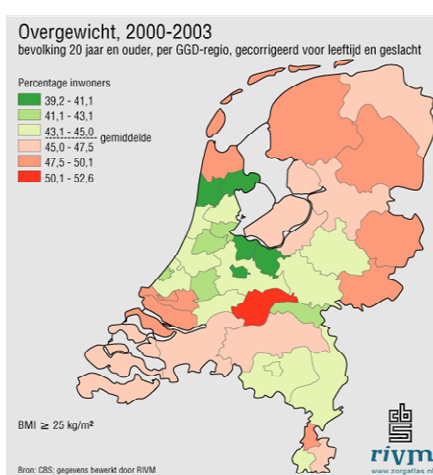 Overgewicht, 2000-2003
bevolking 20 jaar en ouder, per GGD-regio, gecorrigeerd voor leeftijd en geslacht
Percentage inwoners
39,2 - 41,1
41,1 - 43,1
43,1 - 45,0
gemiddelde
45,0 - 47,5
47,5 - 50,1
50,1 - 52,6
BMI ≥ 25 kg/m²
cbs
rivm
Bron: CBS; gegevens bewerkt door RIVM
www.zorgatlas.nl